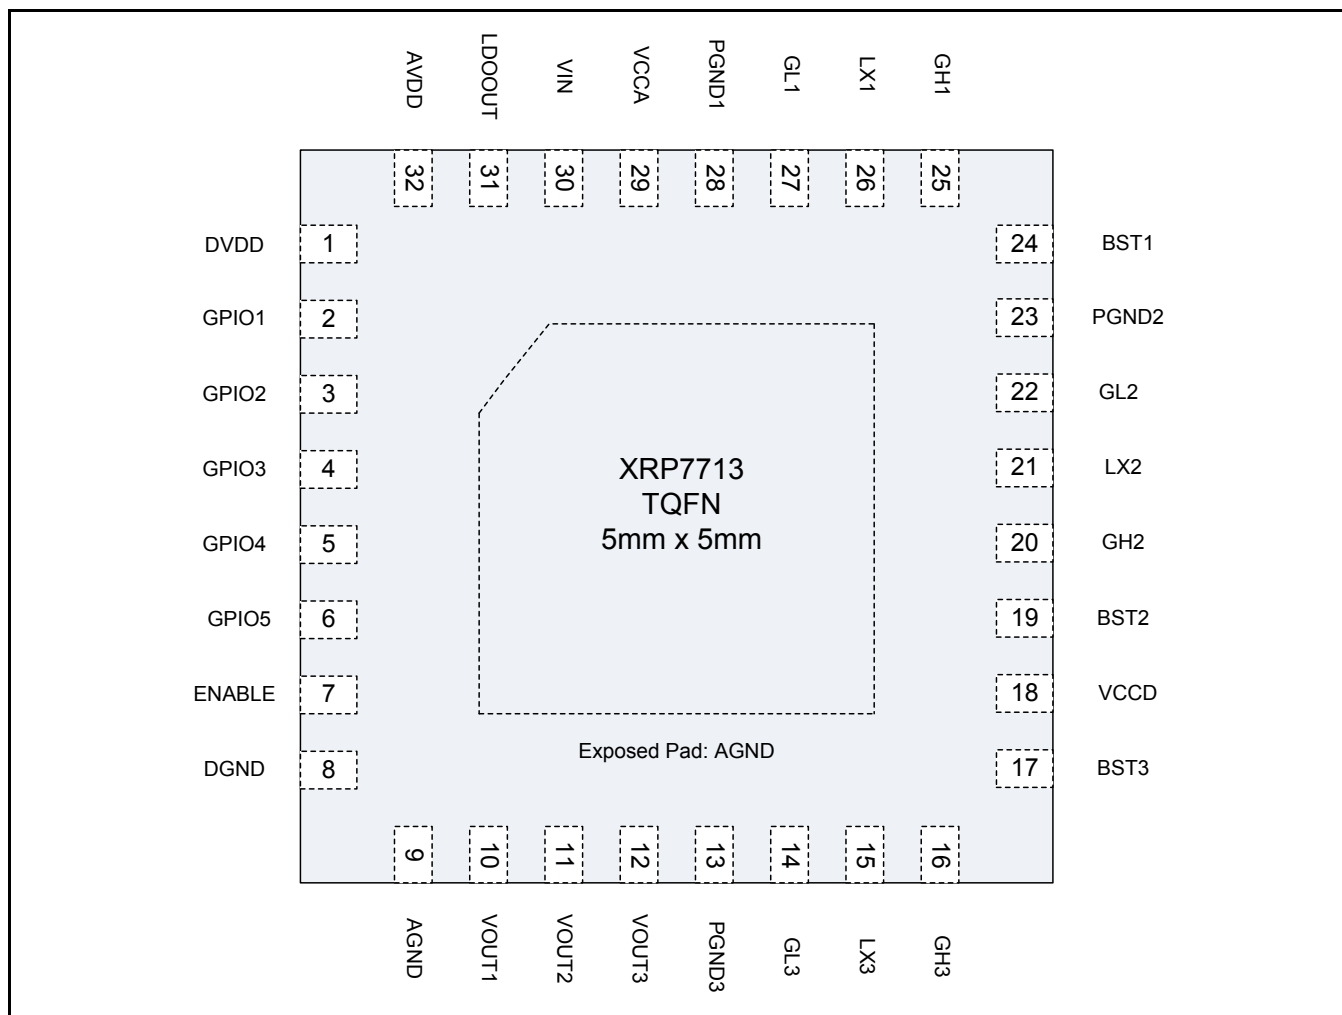 AVDD
LDOOUT
VIN
VCCA
PGND1
GL1
LX1
GH1
32
31
30
29
28
27
26
25
DVDD 1
GPIO1 2
GPIO2 3
GPIO3 4
GPIO4 5
GPIO5 6
ENABLE 7
DGND 8
24 BST1
23 PGND2
22 GL2
21 LX2
20 GH2
19 BST2
18 VCCD
17 BST3
XRP7713
TQFN
5mm x 5mm
Exposed Pad: AGND
9
10
11
12
13
14
15
16
AGND
VOUT1
VOUT2
VOUT3
PGND3
GL3
LX3
GH3